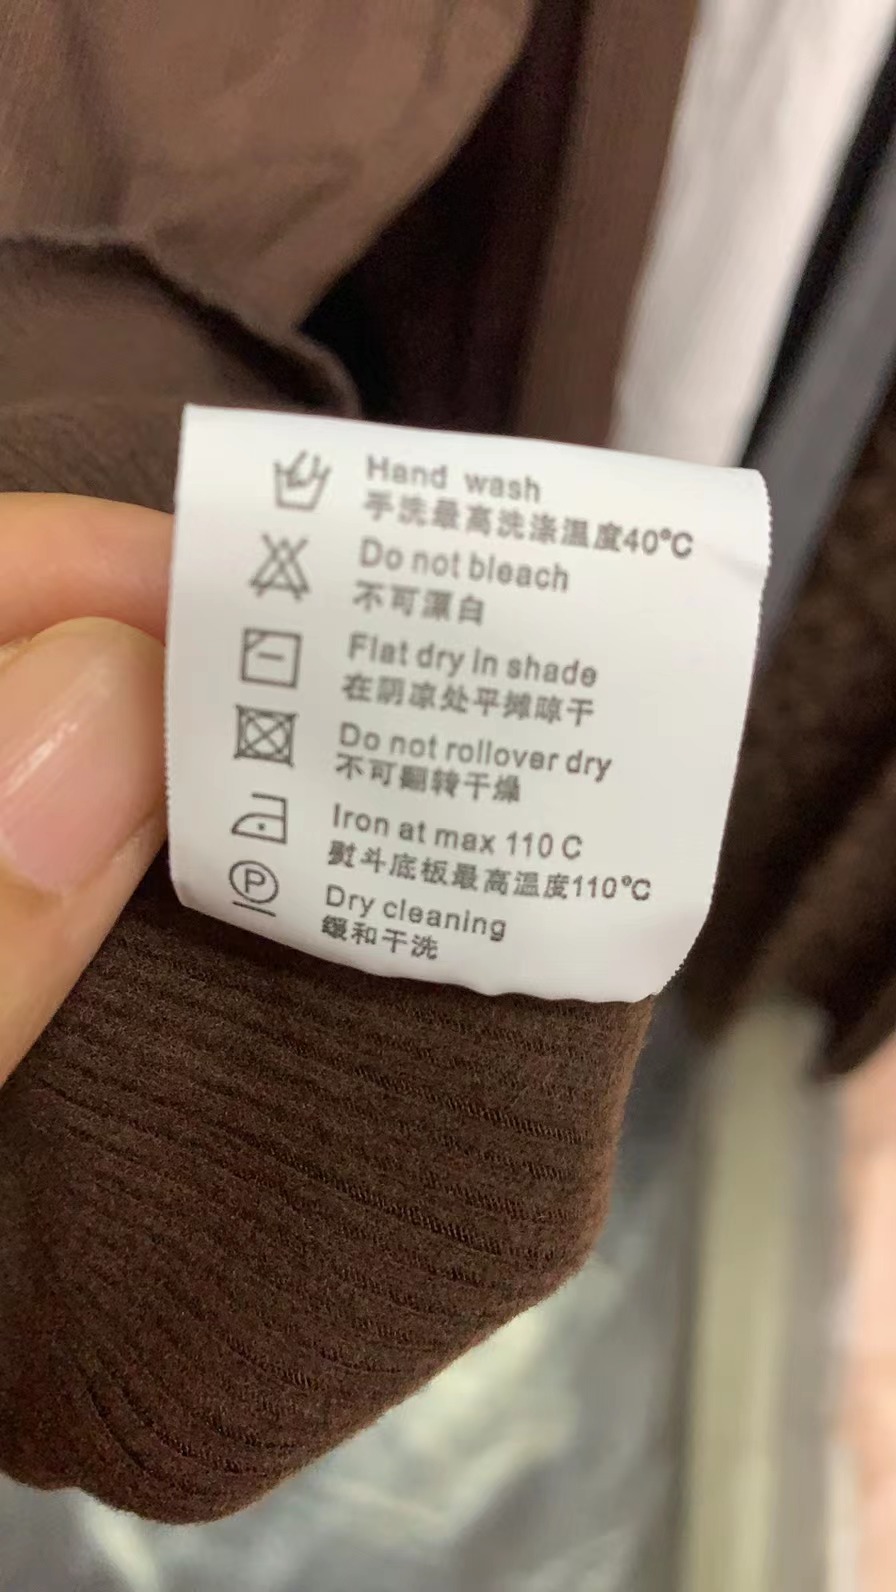 Hand wash
手洗最高洗涤温度40℃
Do not bleach
不可漂白
Flat dry in shade
在阴凉处平摊晾干
Do not rollover dry
不可翻转干燥
Iron at max 110 C
熨斗底板最高温度110℃
P
Dry cleaning
缓和干洗